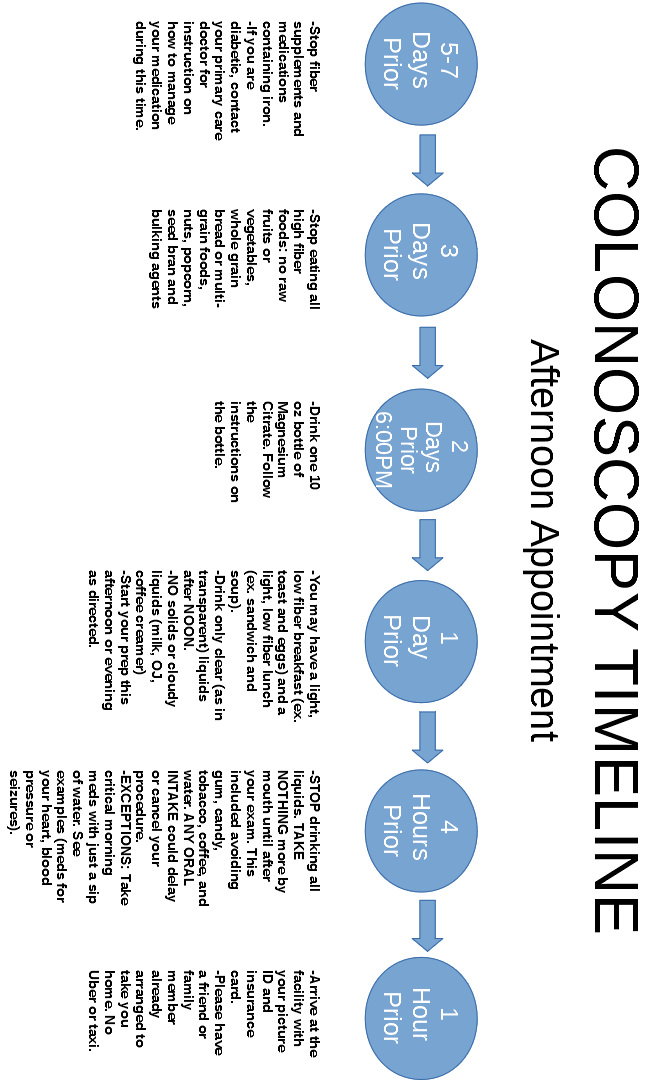 COLONOSCOPY TIMELINE
Afternoon Appointment
5-7
Days
Prior
-Stop fiber
supplements and
medications
containing iron.
-If you are
diabetic, contact
your primary care
doctor for
instruction on
how to manage
your medication
during this time.
3
Days
Prior
-Stop eating all
high fiber
foods: no raw
fruits or
vegetables,
whole grain
bread or multi-
grain foods,
nuts, popcorn,
seed bran and
bulking agents
2
Days
Prior
6:00PM
-Drink one 10
oz bottle of
Magnesium
Citrate. Follow
the
instructions on
the bottle.
1
Day
Prior
-You may have a light,
low fiber breakfast (ex.
toast and eggs) and a
light, low fiber lunch
(ex. sandwich and
soup).
-Drink only clear (as in
transparent) liquids
after NOON.
-NO solids or cloudy
liquids (milk, OJ,
coffee creamer)
-Start your prep this
afternoon or evening
as directed.
4
Hours
Prior
-STOP drinking all
liquids. TAKE
NOTHING more by
mouth until after
your exam. This
included avoiding
gum, candy,
tobacco, coffee, and
water. ANY ORAL
INTAKE could delay
or cancel your
procedure.
-EXCEPTIONS: Take
critical morning
meds with just a sip
of water. See
examples (meds for
your heart, blood
pressure or
seizures).
1
Hour
Prior
-Arrive at the
facility with
your picture
ID and
insurance
card.
-Please have
a friend or
family
member
already
arranged to
take you
home. No
Uber or taxi.